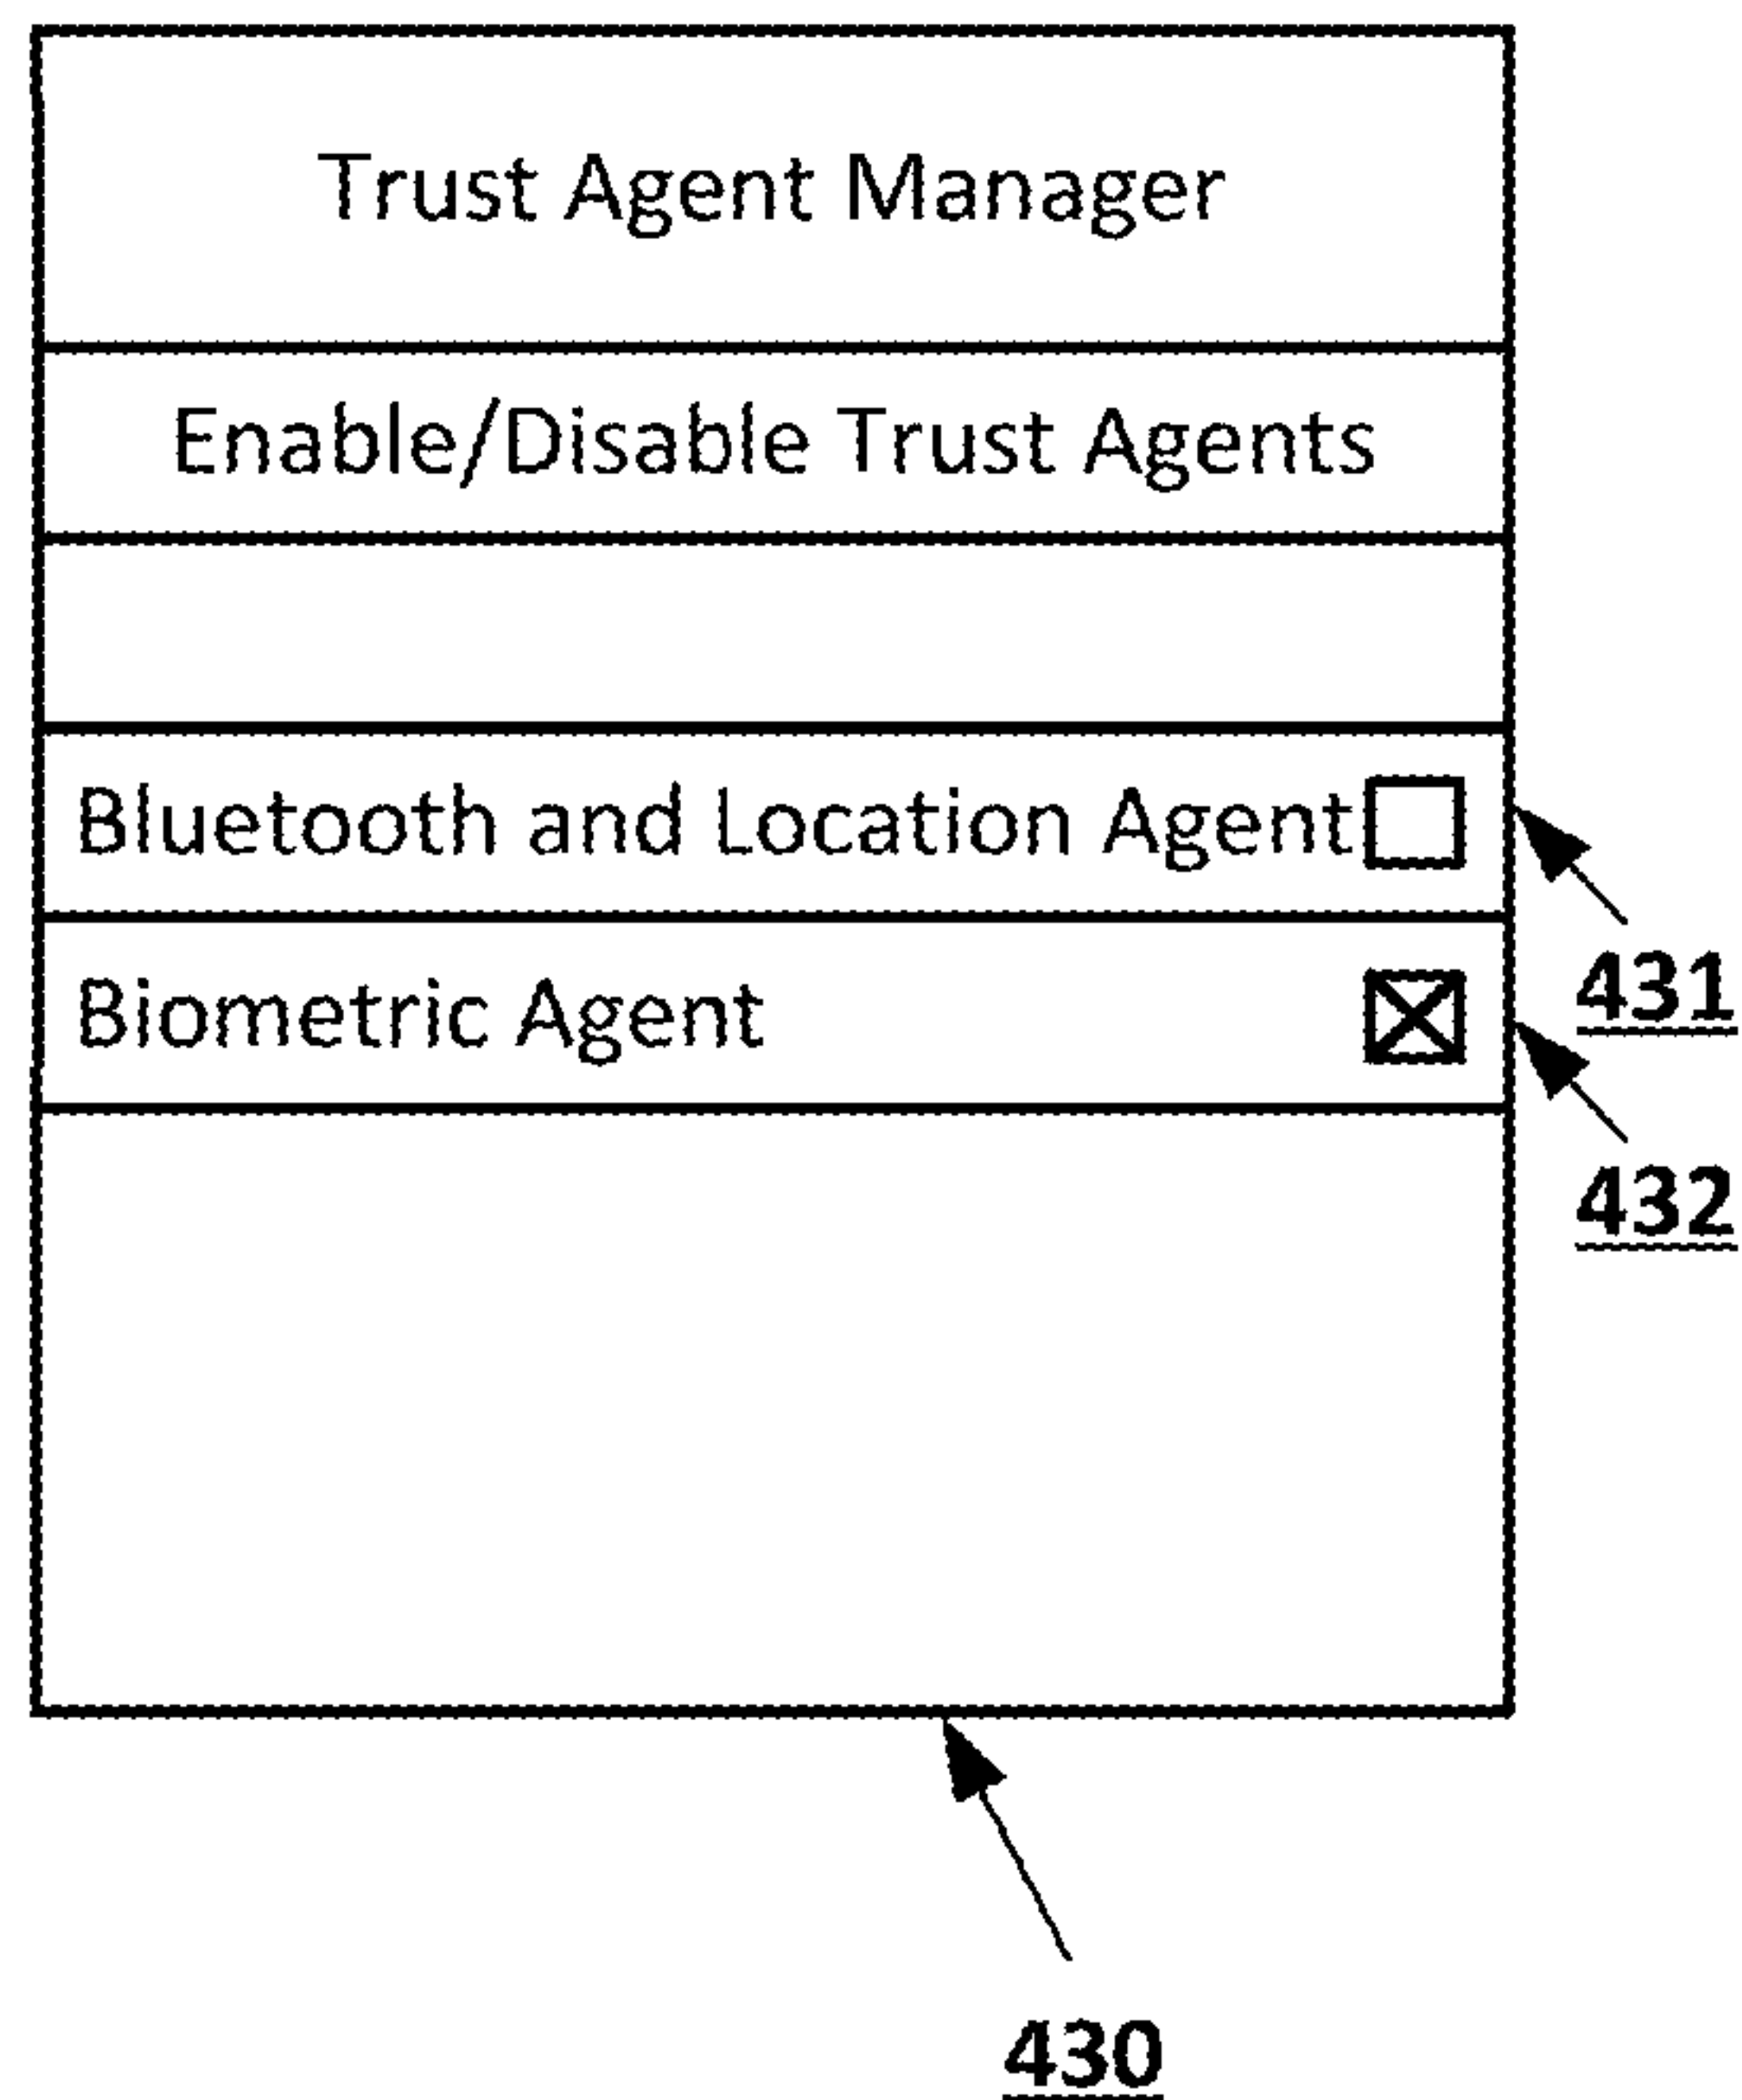 Trust Agent Manager
Enable/Disable Trust Agents
Bluetooth and Location Agent
431
Biometric Agent
432
430